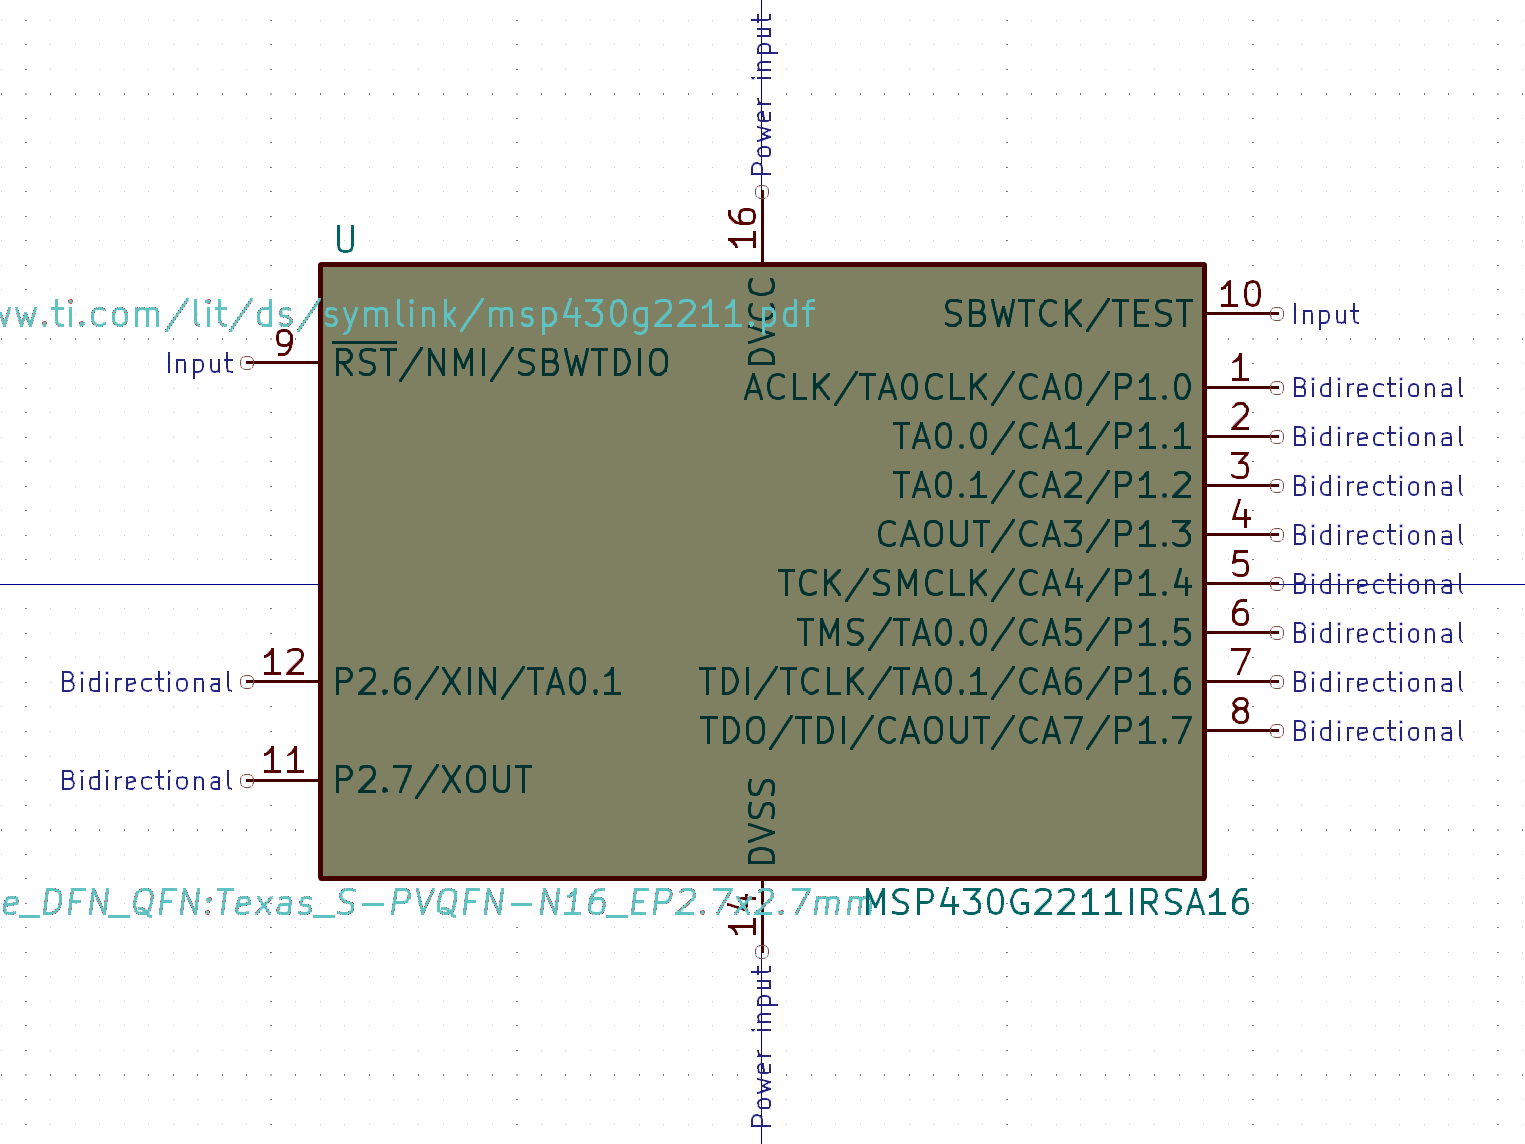 Power input
16
U
DVCC
ww.ti.com/lit/ds/symlink/msp430g2211.pdf
SBWTCK/TEST 10 Input
Input 9 RST/NMI/SBWTDIO
ACLK/TA0CLK/CA0/P1.0 1 Bidirectional
TA0.0/CA1/P1.1 2 Bidirectional
TA0.1/CA2/P1.2 3 Bidirectional
CAOUT/CA3/P1.3 4 Bidirectional
TCK/SMCLK/CA4/P1.4 5 Bidirectional
TMS/TA0.0/CA5/P1.5 6 Bidirectional
Bidirectional 12 P2.6/XIN/TA0.1 TDI/TCLK/TA0.1/CA6/P1.6 7 Bidirectional
TDO/TDI/CAOUT/CA7/P1.7 8 Bidirectional
Bidirectional 11 P2.7/XOUT
DVSS
e_DFN_QFN:Texas_S-PVQFN-N16_EP2.7x2.7mm MSP430G2211IRSA16
14
Power input